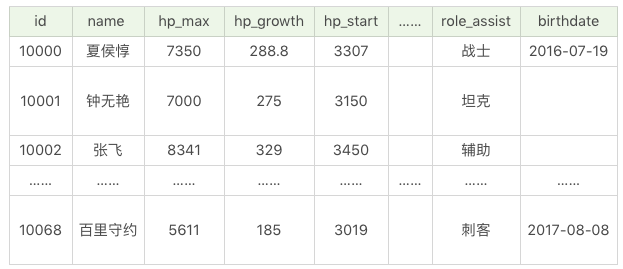 id name hp_max hp_growth hp_start …… role_assist birthdate
10000 夏侯惇 7350 288.8 3307 战士 2016-07-19
10001 钟无艳 7000 275 3150 坦克
10002 张飞 8341 329 3450 辅助
…… …… …… …… …… …… …… ……
10068 百里守约 5611 185 3019 刺客 2017-08-08